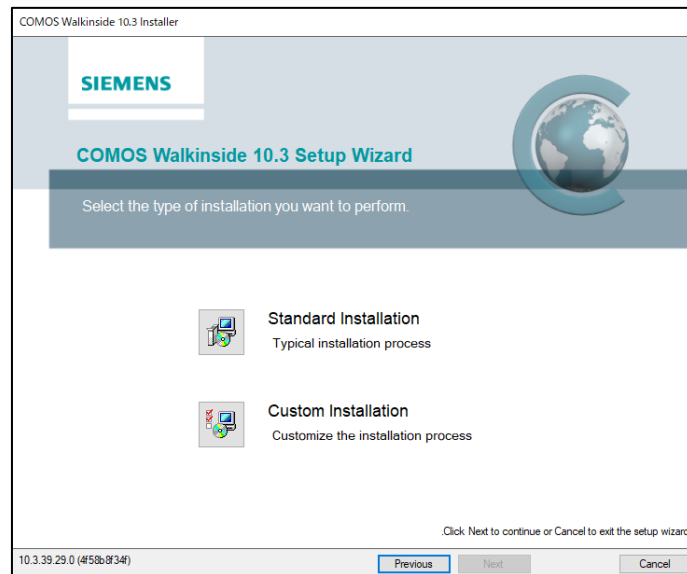 COMOS Walkinside 10.3 Installer
SIEMENS
COMOS Walkinside 10.3 Setup Wizard
Select the type of installation you want to perform.
Standard Installation
Typical installation process
Custom Installation
Customize the installation process
.Click Next to continue or Cancel to exit the setup wizard
10.3.39.29.0 (4f58b8f34f)
Previous Next Cancel